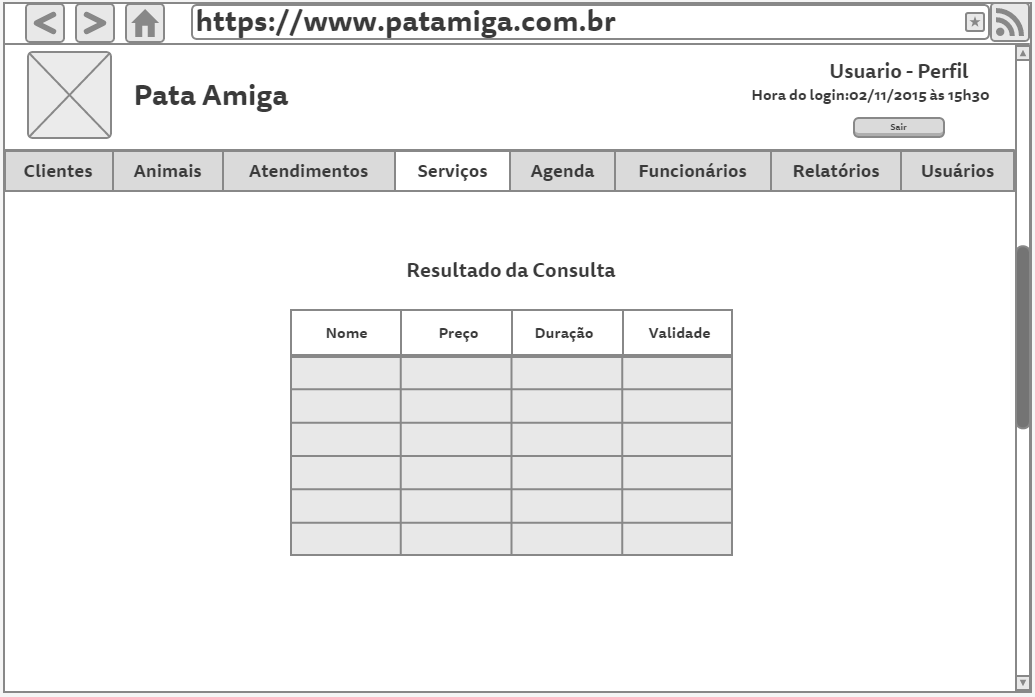 https://www.patamiga.com.br
Pata Amiga
Usuario - Perfil
Hora do login:02/11/2015 às 15h30
Sair
Clientes Animais Atendimentos Serviços Agenda Funcionários Relatórios Usuários
Resultado da Consulta
Nome Preço Duração Validade